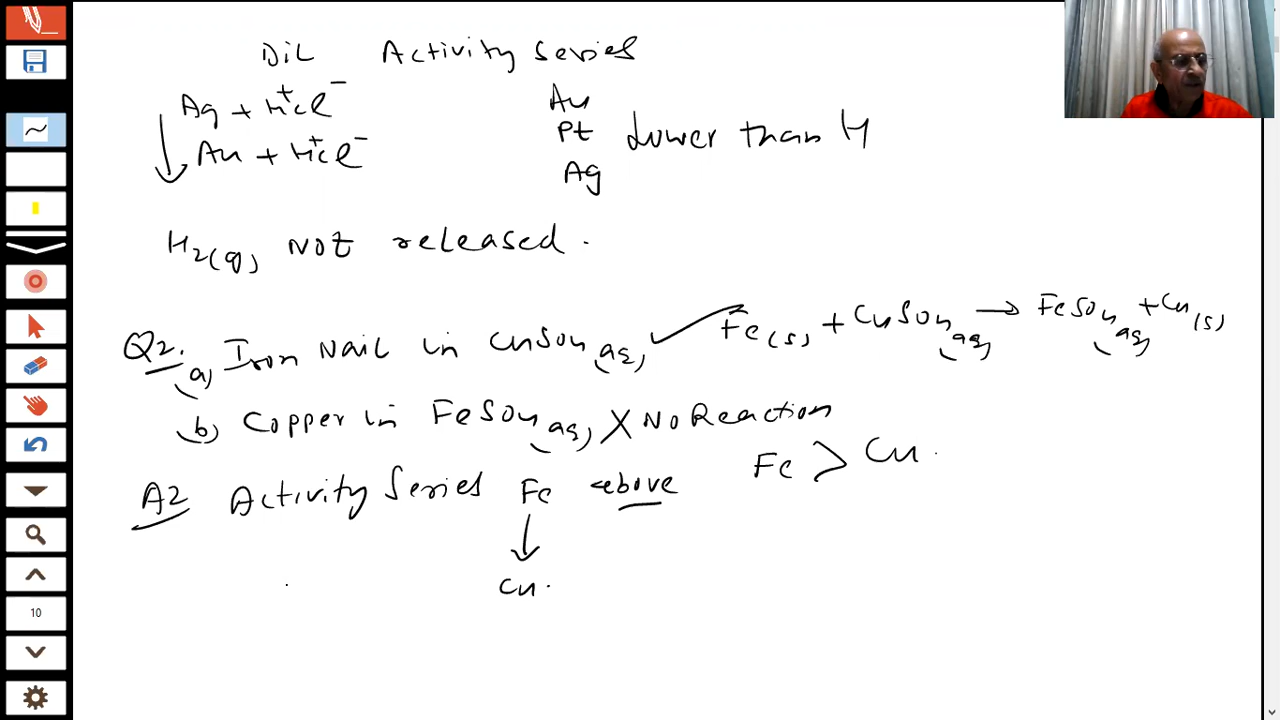 Dil Activity Series
Ag + H⁺Cl⁻ Au
Au + H⁺Cl⁻ Pt Lower than H
Ag
H2(g) Not released.
Q2. a) Iron Nail in CuSO4(aq) ✓ Fe(s) + CuSO4(aq) → FeSO4(aq) + Cu(s)
b) Copper in FeSO4(aq) X No Reaction
A2 Activity Series Fe above Fe > Cu.
↓
Cu.
10